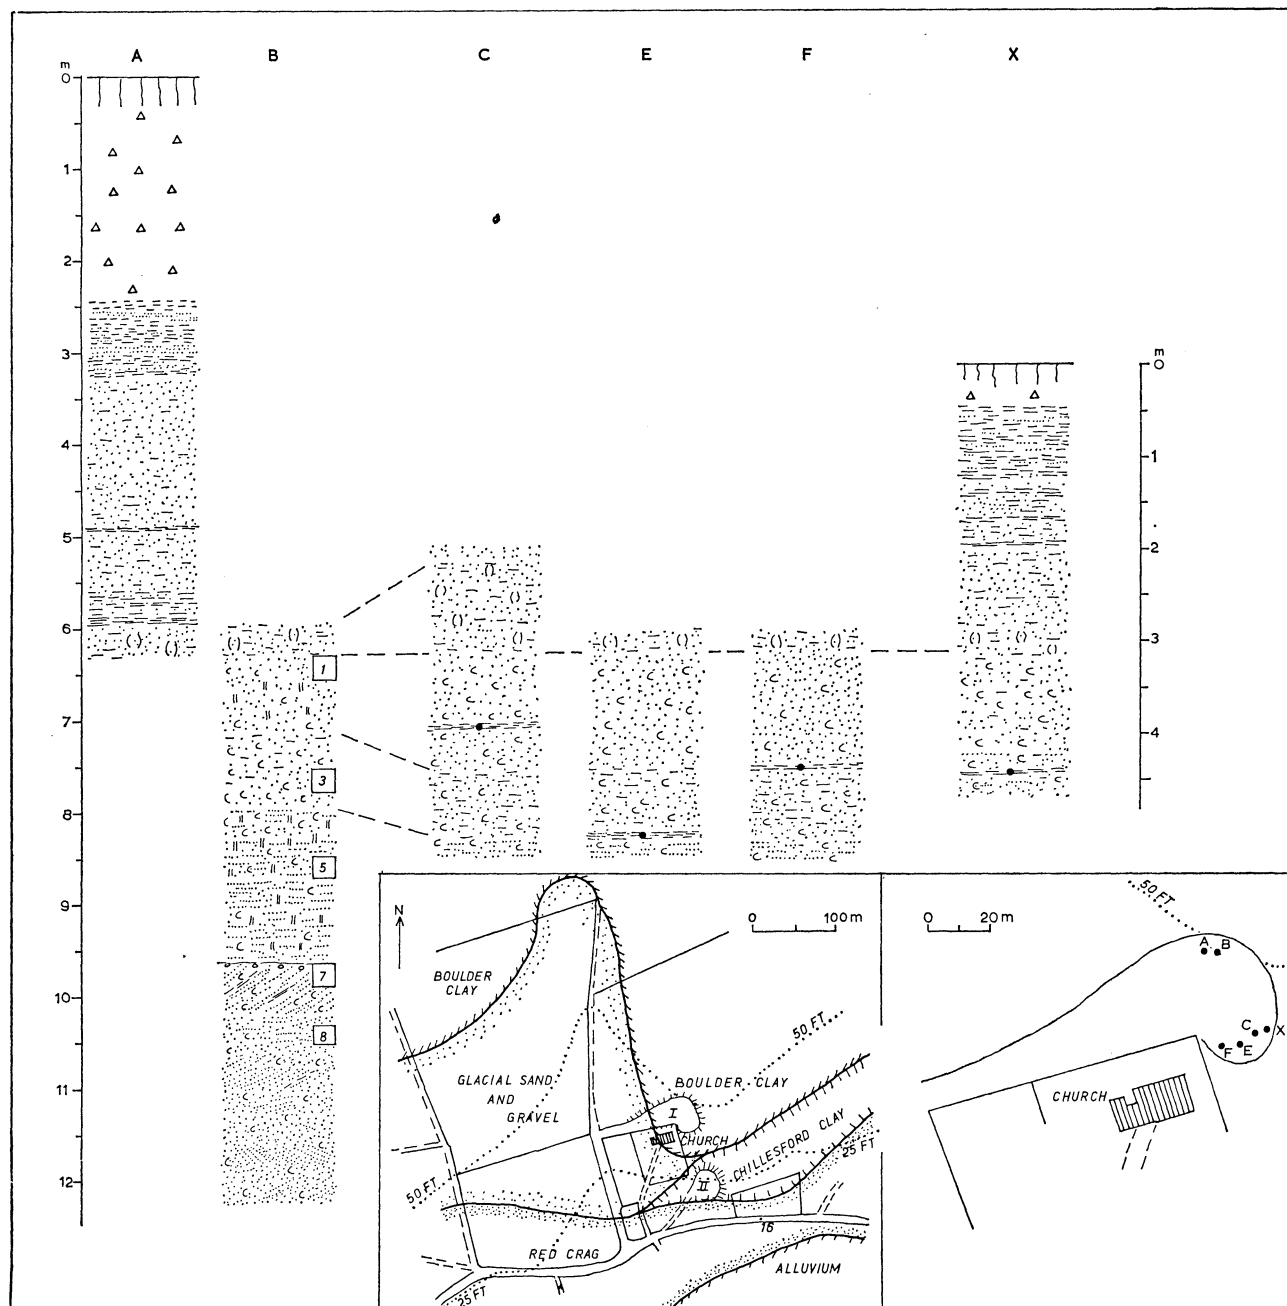 A B C E F X
m
0
1
2
3
4
5
6
7
8
9
10
11
12
m
0
1
2
3
4
1
3
5
7
8
N
0 100 m
BOULDER
CLAY
50 FT
GLACIAL SAND
AND
GRAVEL
BOULDER CLAY
I
CHURCH
CHILLESFORD CLAY
25 FT
II
50 FT
16
RED CRAG
ALLUVIUM
25 FT
0 20 m
50 FT
A B
C X
F E
CHURCH